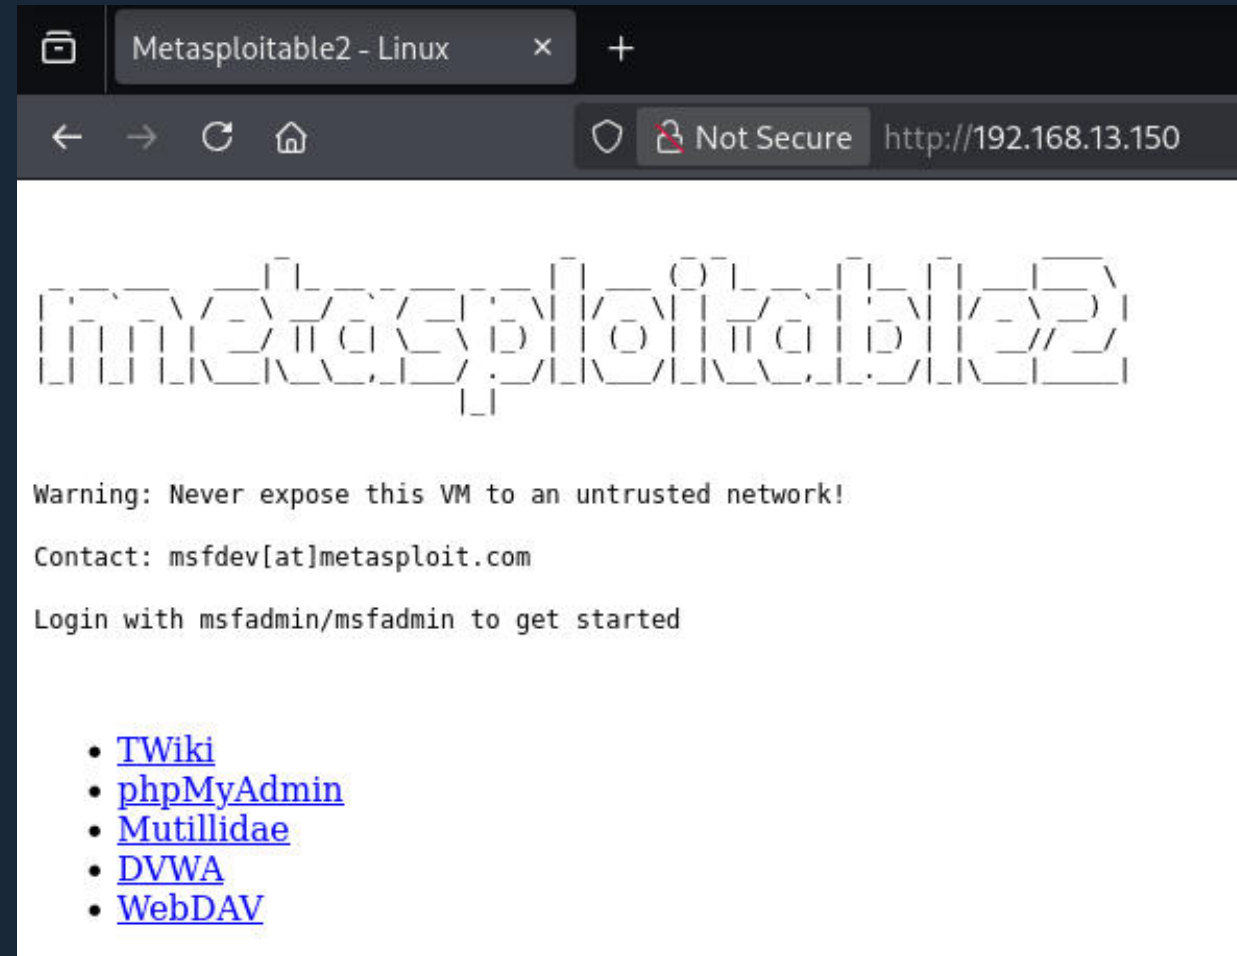 Metasploitable2 - Linux
Not Secure http://192.168.13.150
metasploitable2
Warning: Never expose this VM to an untrusted network!
Contact: msfdev[at]metasploit.com
Login with msfadmin/msfadmin to get started
TWiki
phpMyAdmin
Mutillidae
DVWA
WebDAV